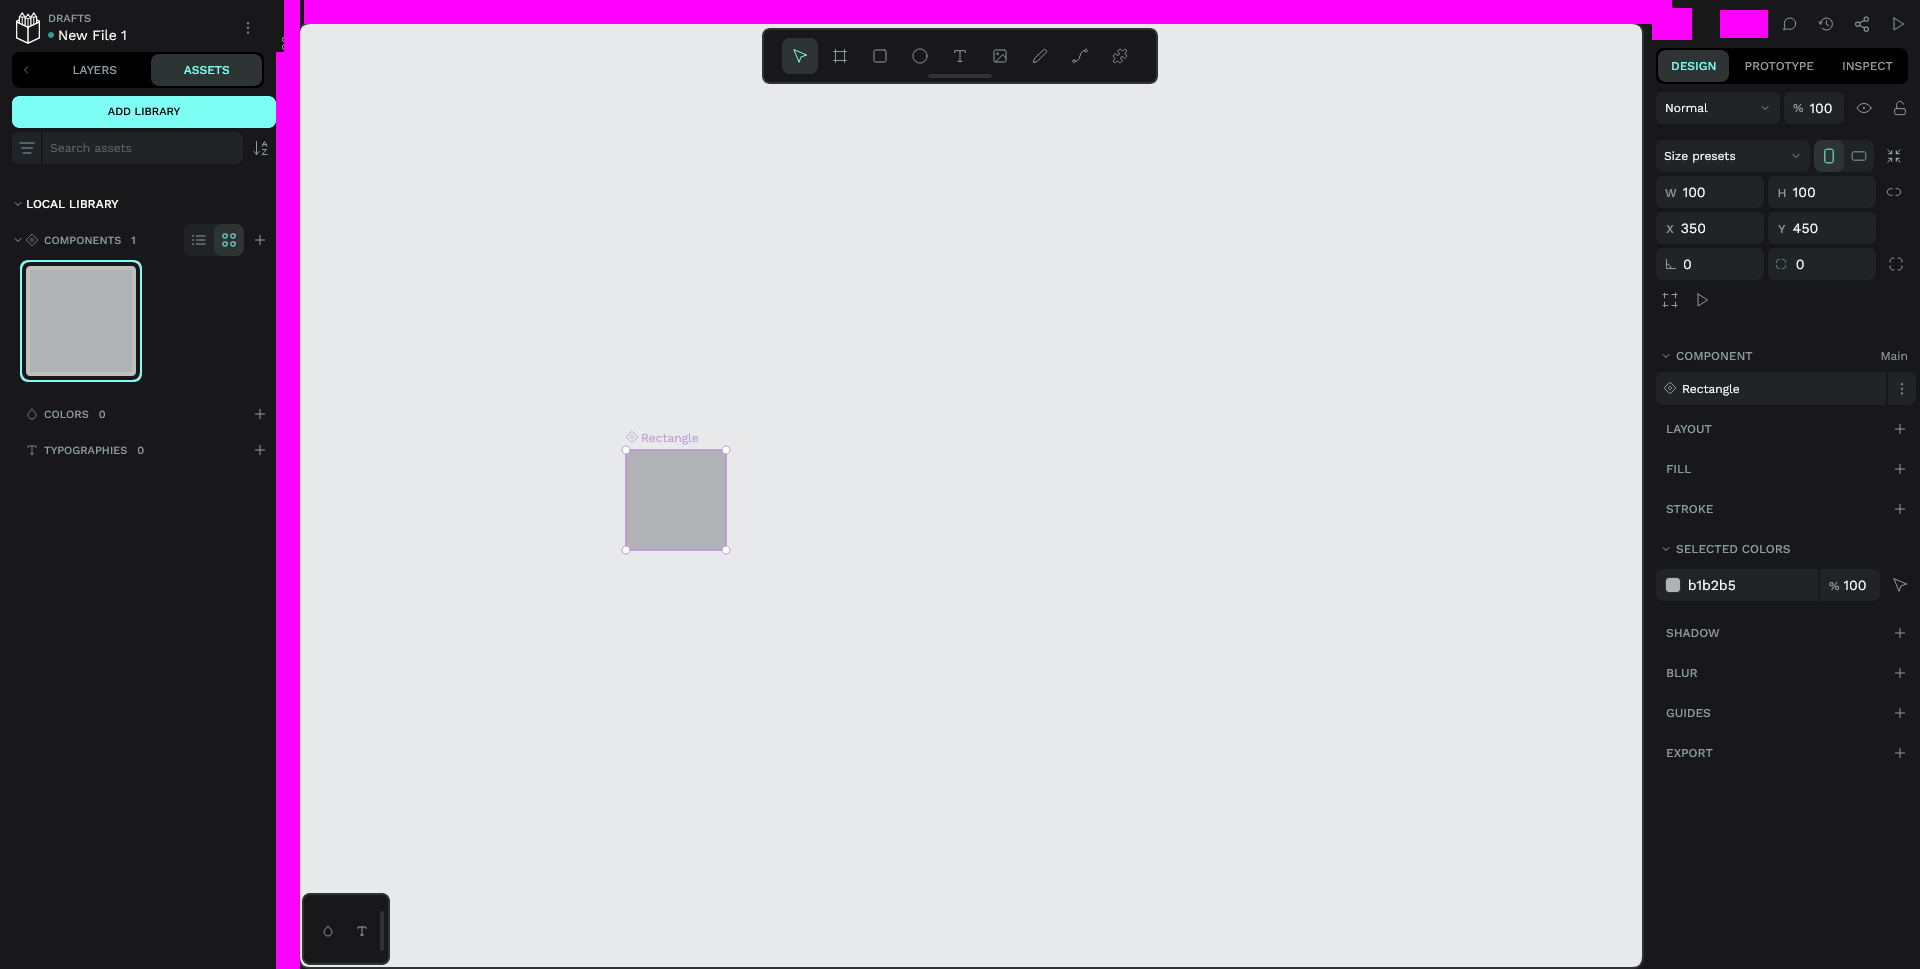 DRAFTS
New File 1
LAYERS
ASSETS
ADD LIBRARY
Search assets
LOCAL LIBRARY
COMPONENTS 1
COLORS 0
TYPOGRAPHIES 0
Rectangle
DESIGN
PROTOTYPE
INSPECT
Normal
% 100
Size presets
W 100
H 100
X 350
Y 450
0
0
COMPONENT
Main
Rectangle
LAYOUT
FILL
STROKE
SELECTED COLORS
b1b2b5
% 100
SHADOW
BLUR
GUIDES
EXPORT